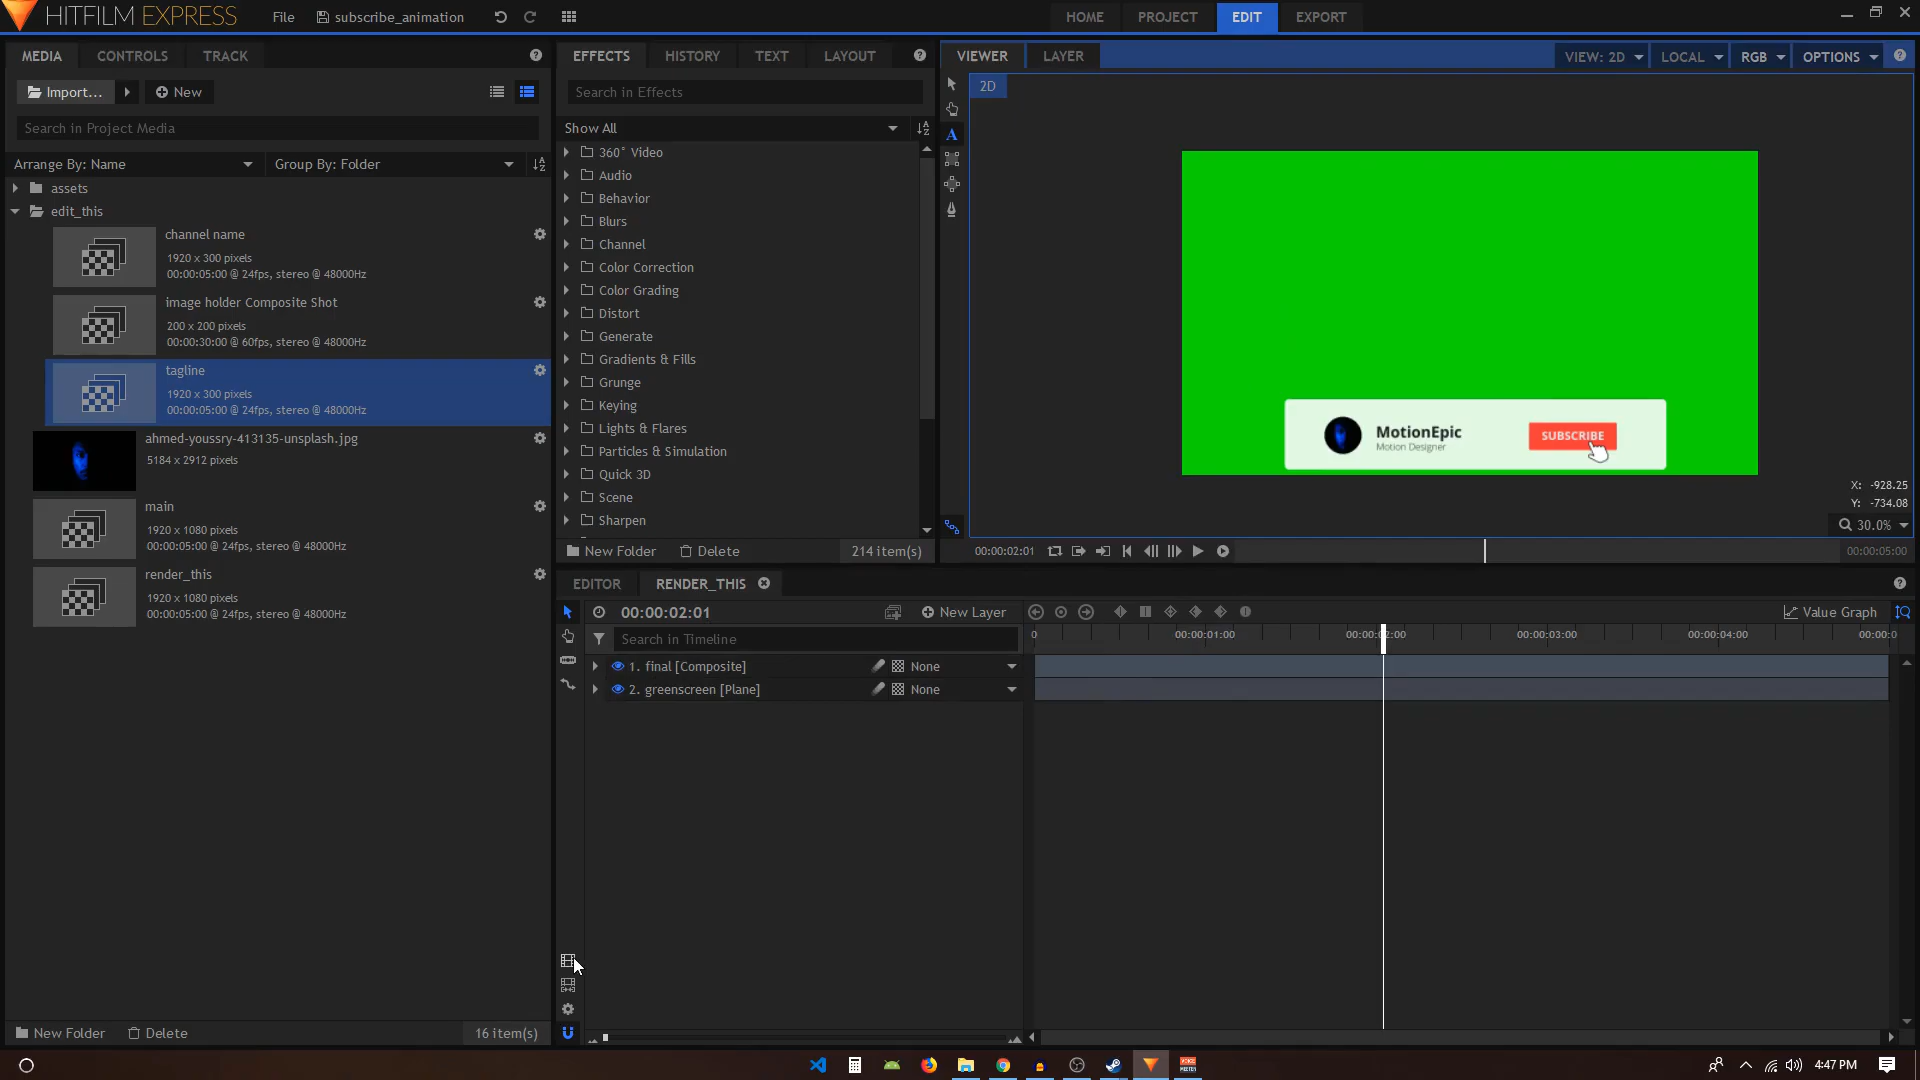 HITFILM EXPRESS
File
subscribe_animation
HOME
PROJECT
EDIT
EXPORT
MEDIA
CONTROLS
TRACK
Import...
New
Search in Project Media
Arrange By: Name
Group By: Folder
assets
edit_this
channel name
1920 x 300 pixels
00:00:05:00 @ 24fps, stereo @ 48000Hz
image holder Composite Shot
200 x 200 pixels
00:00:30:00 @ 60fps, stereo @ 48000Hz
tagline
1920 x 300 pixels
00:00:05:00 @ 24fps, stereo @ 48000Hz
ahmed-youssry-413135-unsplash.jpg
5184 x 2912 pixels
main
1920 x 1080 pixels
00:00:05:00 @ 24fps, stereo @ 48000Hz
render_this
1920 x 1080 pixels
00:00:05:00 @ 24fps, stereo @ 48000Hz
New Folder
Delete
16 item(s)
EFFECTS
HISTORY
TEXT
LAYOUT
Search in Effects
Show All
360° Video
Audio
Behavior
Blurs
Channel
Color Correction
Color Grading
Distort
Generate
Gradients & Fills
Grunge
Keying
Lights & Flares
Particles & Simulation
Quick 3D
Scene
Sharpen
New Folder
Delete
214 item(s)
VIEWER
LAYER
VIEW: 2D
LOCAL
RGB
OPTIONS
2D
MotionEpic
Motion Designer
SUBSCRIBE
X: -928.25
Y: -734.08
30.0%
00:00:02:01
00:00:05:00
EDITOR
RENDER_THIS
00:00:02:01
New Layer
Value Graph
Search in Timeline
0
00:00:01:00
00:00:02:00
00:00:03:00
00:00:04:00
00:00:0
1. final [Composite]
None
2. greenscreen [Plane]
None
4:47 PM